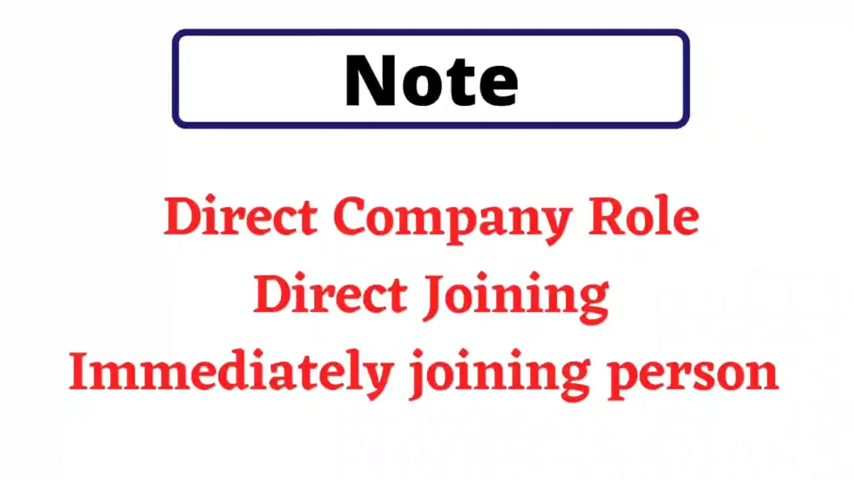 Note
Direct Company Role
Direct Joining
Immediately joining person